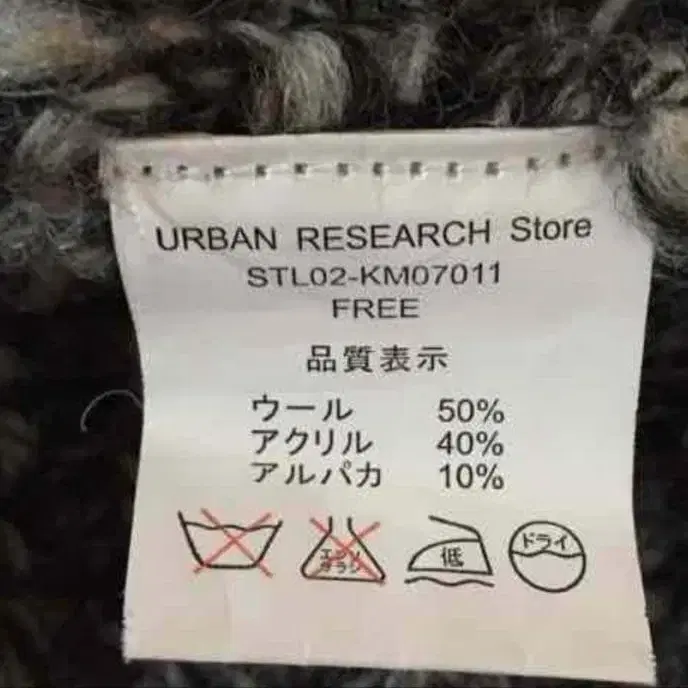 URBAN RESEARCH Store
STL02-KM07011
FREE
品質表示
ウール 50%
アクリル 40%
アルパカ 10%
エンソ
サラシ
低
ドライ